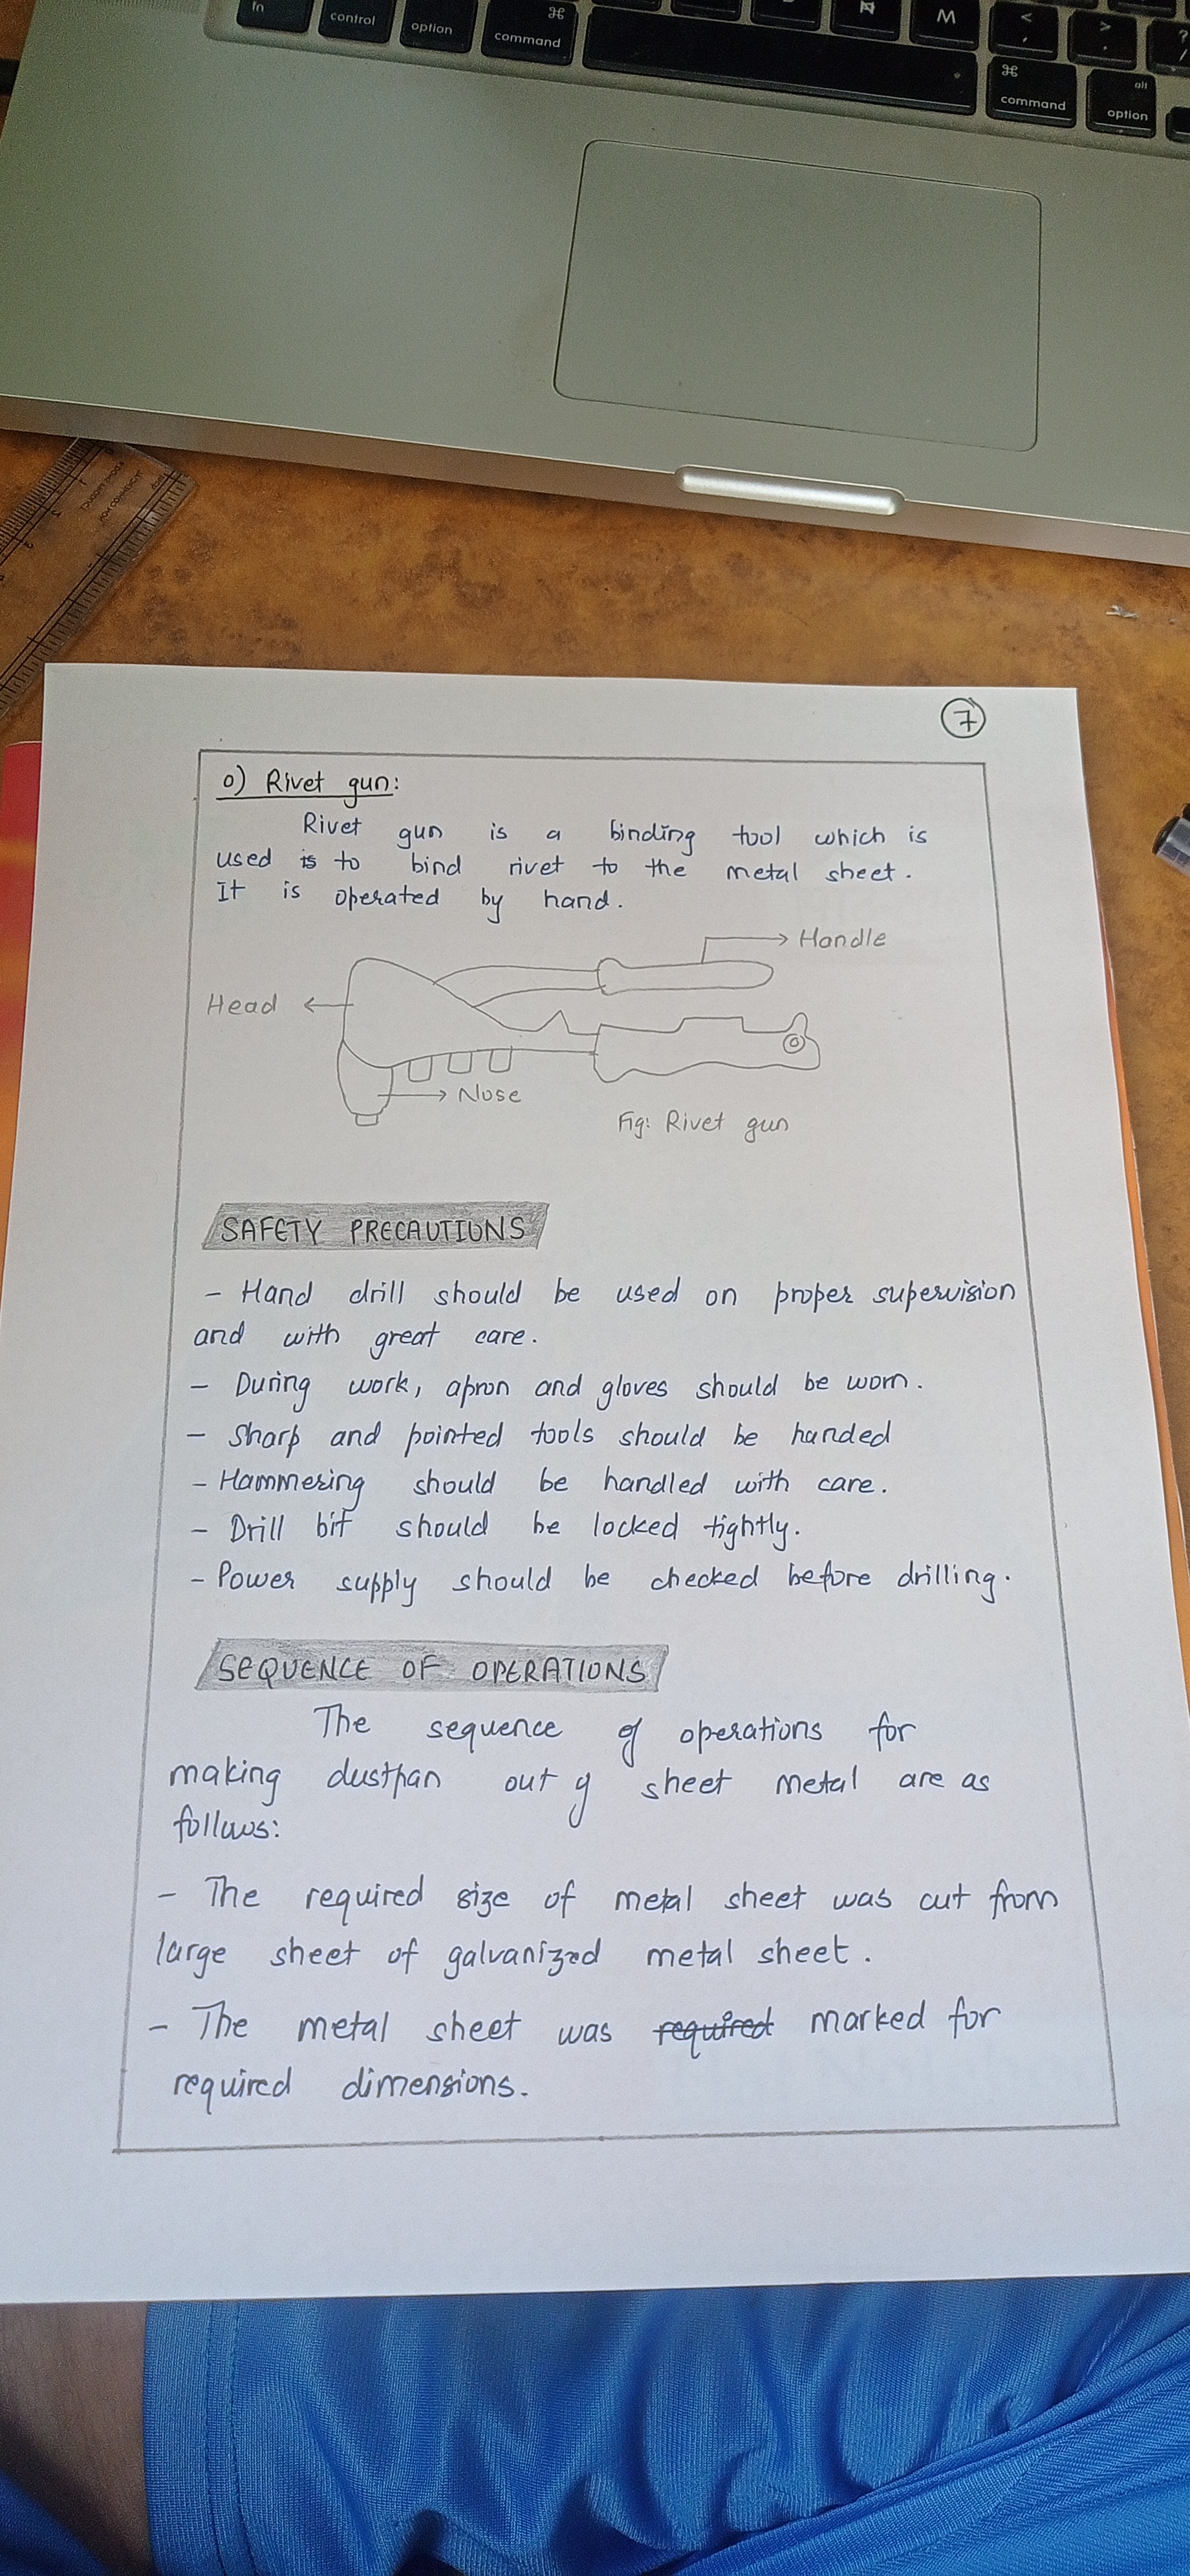 fn
control
option
⌘
command
N
M
<
,
>
.
?
/
⌘
command
alt
option
7
o) Rivet gun:
Rivet gun is a binding tool which is
used is to bind rivet to the metal sheet.
It is operated by hand.
Handle
Head
Nose
Fig: Rivet gun
SAFETY PRECAUTIONS
- Hand drill should be used on proper supervision
and with great care.
- During work, apron and gloves should be worn.
- Sharp and pointed tools should be handed
- Hammering should be handled with care.
- Drill bit should be locked tightly.
- Power supply should be checked before drilling.
SEQUENCE OF OPERATIONS
The sequence of operations for
making dustpan out of sheet metal are as
follows:
- The required size of metal sheet was cut from
large sheet of galvanized metal sheet.
- The metal sheet was required marked for
required dimensions.